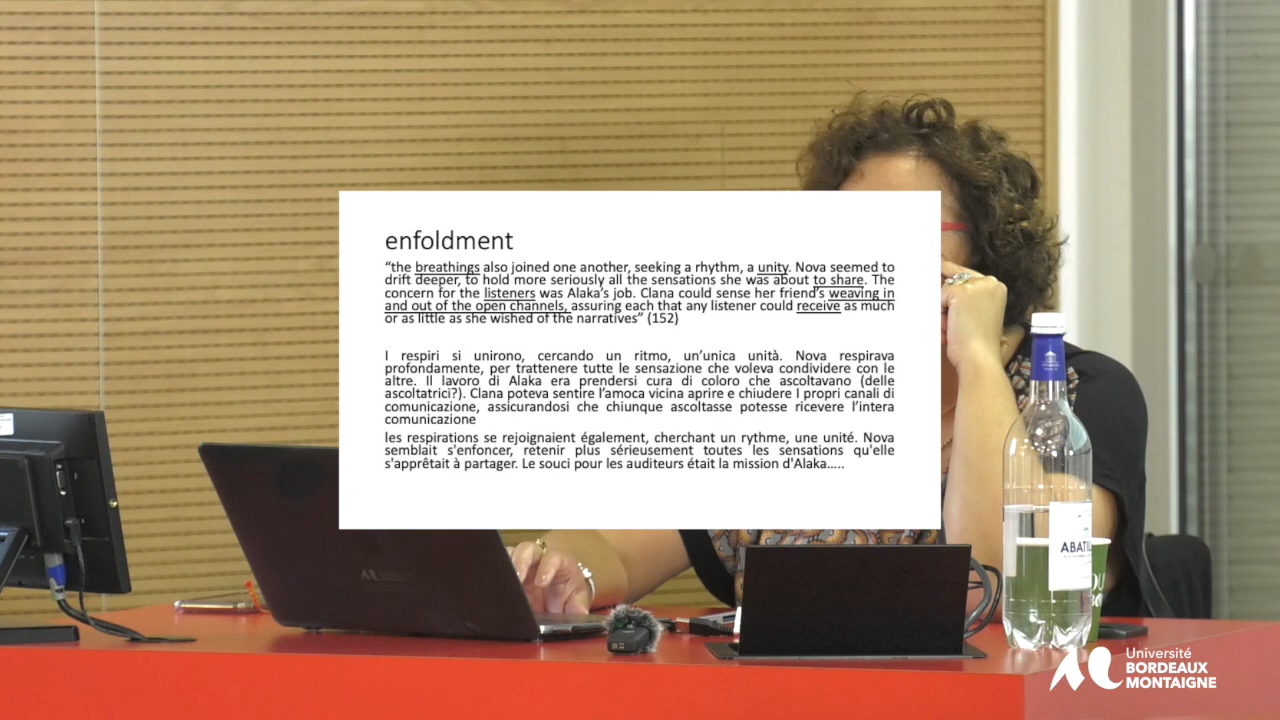 enfoldment
“the breathings also joined one another, seeking a rhythm, a unity. Nova seemed to
drift deeper, to hold more seriously all the sensations she was about to share. The
concern for the listeners was Alaka’s job. Clana could sense her friend’s weaving in
and out of the open channels, assuring each that any listener could receive as much
or as little as she wished of the narratives” (152)
I respiri si unirono, cercando un ritmo, un’unica unità. Nova respirava
profondamente, per trattenere tutte le sensazione che voleva condividere con le
altre. Il lavoro di Alaka era prendersi cura di coloro che ascoltavano (delle
ascoltatrici?). Clana poteva sentire l’amoca vicina aprire e chiudere I propri canali di
comunicazione, assicurandosi che chiunque ascoltasse potesse ricevere l’intera
comunicazione
les respirations se rejoignaient également, cherchant un rythme, une unité. Nova
semblait s'enfoncer, retenir plus sérieusement toutes les sensations qu'elle
s'apprêtait à partager. Le souci pour les auditeurs était la mission d'Alaka.....
Université
BORDEAUX
MONTAIGNE